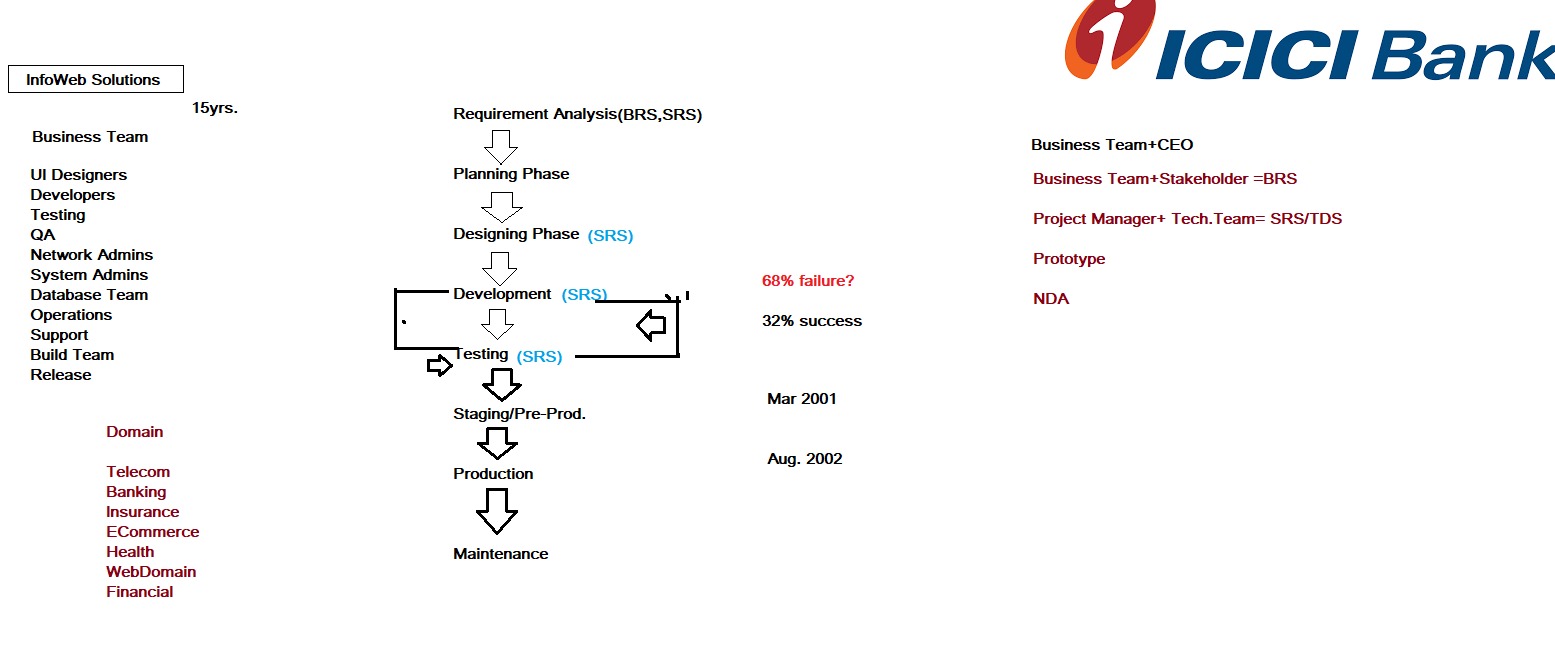 InfoWeb Solutions
15yrs.
Business Team
UI Designers
Developers
Testing
QA
Network Admins
System Admins
Database Team
Operations
Support
Build Team
Release
Domain
Telecom
Banking
Insurance
ECommerce
Health
WebDomain
Financial
Requirement Analysis(BRS,SRS)
Planning Phase
Designing Phase (SRS)
Development (SRS)
Testing (SRS)
Staging/Pre-Prod.
Production
Maintenance
68% failure?
32% success
Mar 2001
Aug. 2002
ICICI Bank
Business Team+CEO
Business Team+Stakeholder =BRS
Project Manager+ Tech.Team= SRS/TDS
Prototype
NDA